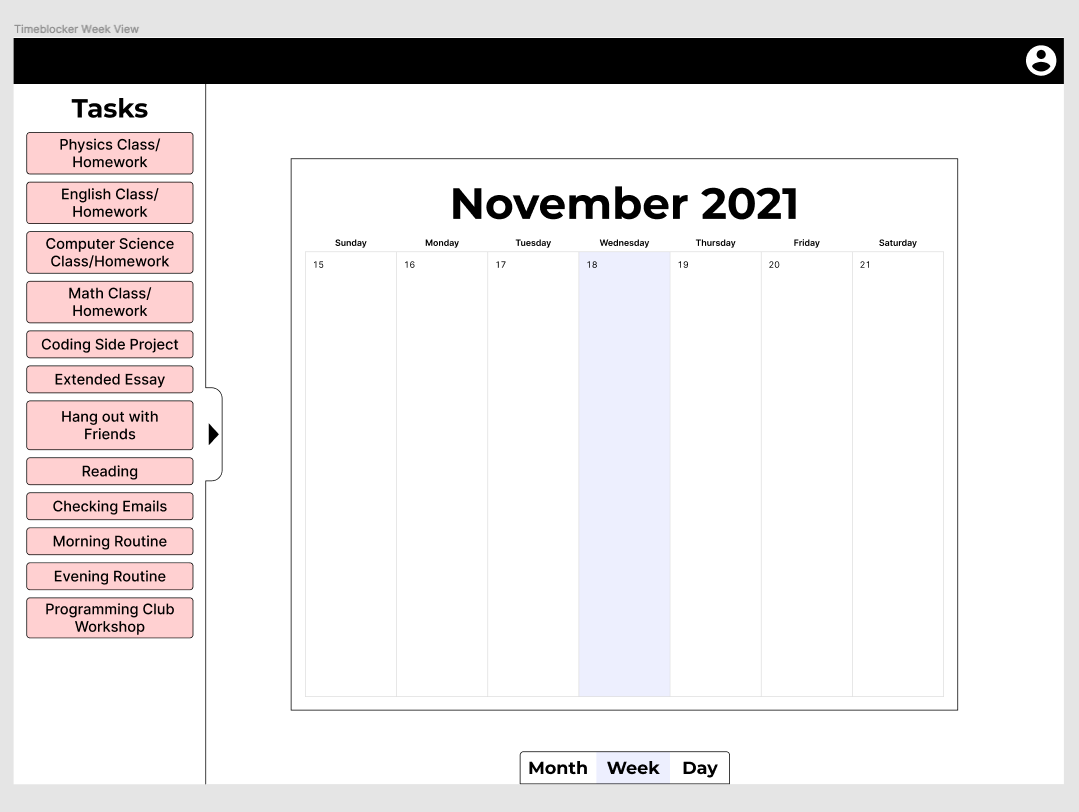 Timeblocker Week View
Tasks
Physics Class/
Homework
English Class/
Homework
Computer Science
Class/Homework
Math Class/
Homework
Coding Side Project
Extended Essay
Hang out with
Friends
Reading
Checking Emails
Morning Routine
Evening Routine
Programming Club
Workshop
November 2021
Sunday Monday Tuesday Wednesday Thursday Friday Saturday
15 16 17 18 19 20 21
Month Week Day